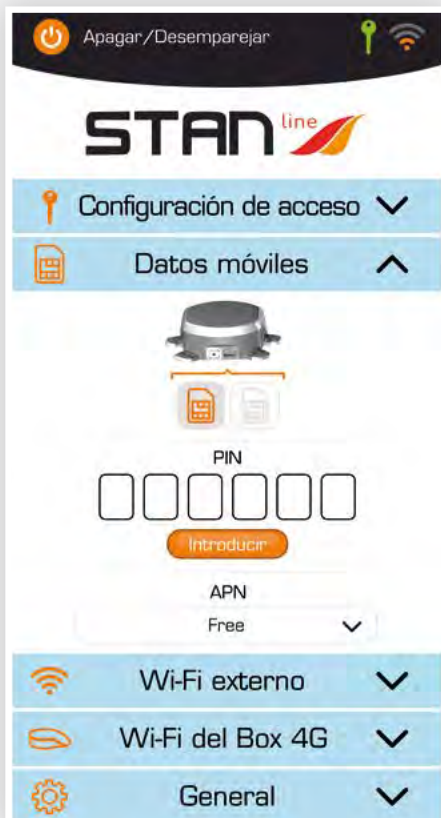 Apagar/Desemparejar
STAN line
Configuración de acceso
Datos móviles
PIN
Introducir
APN
Free
Wi-Fi externo
Wi-Fi del Box 4G
General